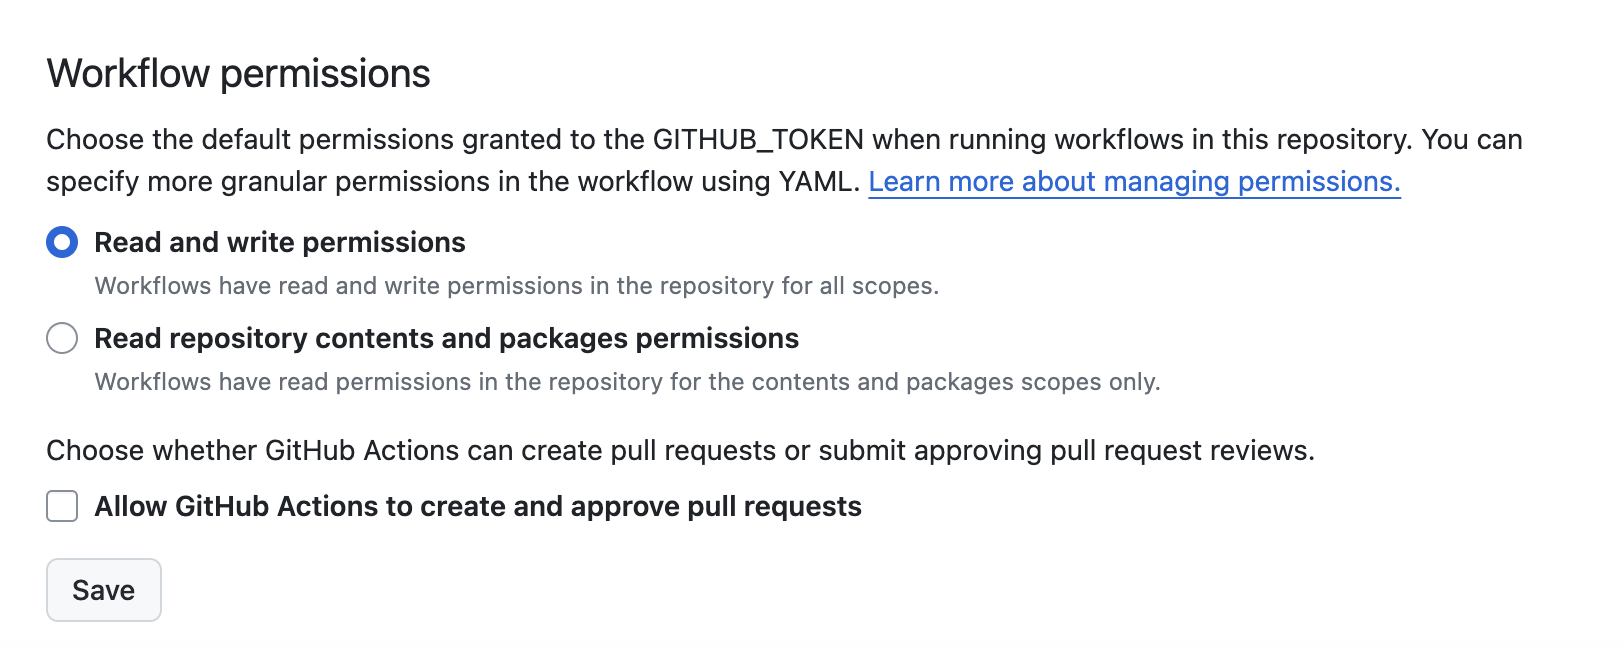 Workflow permissions
Choose the default permissions granted to the GITHUB_TOKEN when running workflows in this repository. You can
specify more granular permissions in the workflow using YAML. Learn more about managing permissions.
Read and write permissions
Workflows have read and write permissions in the repository for all scopes.
Read repository contents and packages permissions
Workflows have read permissions in the repository for the contents and packages scopes only.
Choose whether GitHub Actions can create pull requests or submit approving pull request reviews.
Allow GitHub Actions to create and approve pull requests
Save